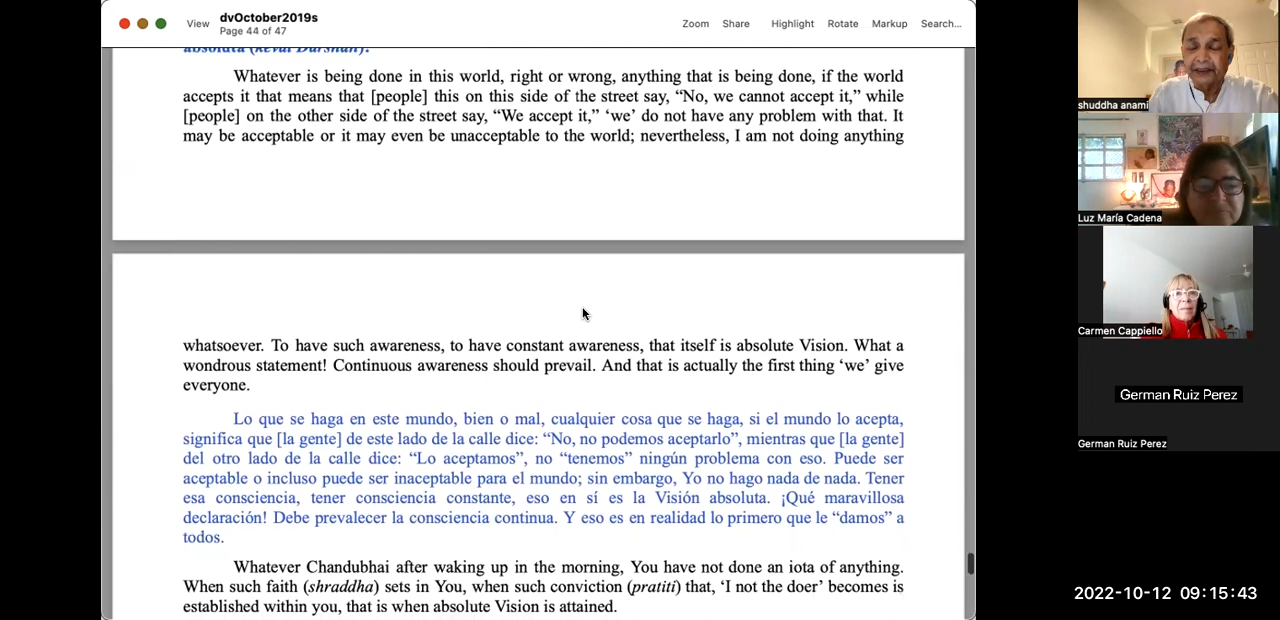 View
dvOctober2019s
Page 44 of 47
Zoom
Share
Highlight
Rotate
Markup
Search...
absoluta (Keval Darshan).
Whatever is being done in this world, right or wrong, anything that is being done, if the world
accepts it that means that [people] this on this side of the street say, “No, we cannot accept it,” while
[people] on the other side of the street say, “We accept it,” ‘we’ do not have any problem with that. It
may be acceptable or it may even be unacceptable to the world; nevertheless, I am not doing anything
whatsoever. To have such awareness, to have constant awareness, that itself is absolute Vision. What a
wondrous statement! Continuous awareness should prevail. And that is actually the first thing ‘we’ give
everyone.
Lo que se haga en este mundo, bien o mal, cualquier cosa que se haga, si el mundo lo acepta,
significa que [la gente] de este lado de la calle dice: “No, no podemos aceptarlo”, mientras que [la gente]
del otro lado de la calle dice: “Lo aceptamos”, no “tenemos” ningún problema con eso. Puede ser
aceptable o incluso puede ser inaceptable para el mundo; sin embargo, Yo no hago nada de nada. Tener
esa consciencia, tener consciencia constante, eso en sí es la Visión absoluta. ¡Qué maravillosa
declaración! Debe prevalecer la consciencia continua. Y eso es en realidad lo primero que le “damos” a
todos.
Whatever Chandubhai after waking up in the morning, You have not done an iota of anything.
When such faith (shraddha) sets in You, when such conviction (pratiti) that, ‘I not the doer’ becomes is
established within you, that is when absolute Vision is attained.
shuddha anami
Luz María Cadena
Carmen Cappiello
German Ruiz Perez
German Ruiz Perez
2022-10-12 09:15:43